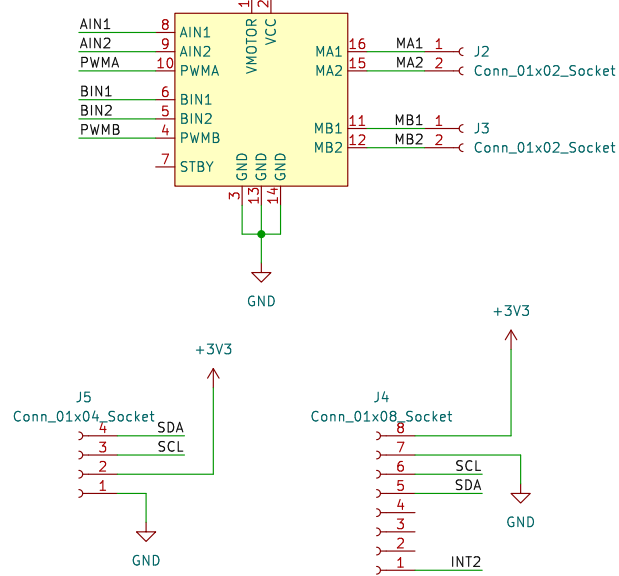 1 2
VMOTOR VCC
AIN1 8 AIN1
AIN2 9 AIN2 MA1 16 MA1 1 J2
PWMA 10 PWMA MA2 15 MA2 2 Conn_01x02_Socket
BIN1 6 BIN1
BIN2 5 BIN2 MB1 11 MB1 1 J3
PWMB 4 PWMB MB2 12 MB2 2 Conn_01x02_Socket
7 STBY
GND GND GND
3 13 14
GND
+3V3
J5
Conn_01x04_Socket
4 SDA
3 SCL
2
1
GND
+3V3
J4
Conn_01x08_Socket
8
7
6 SCL
5 SDA
4
3
2
1 INT2
GND